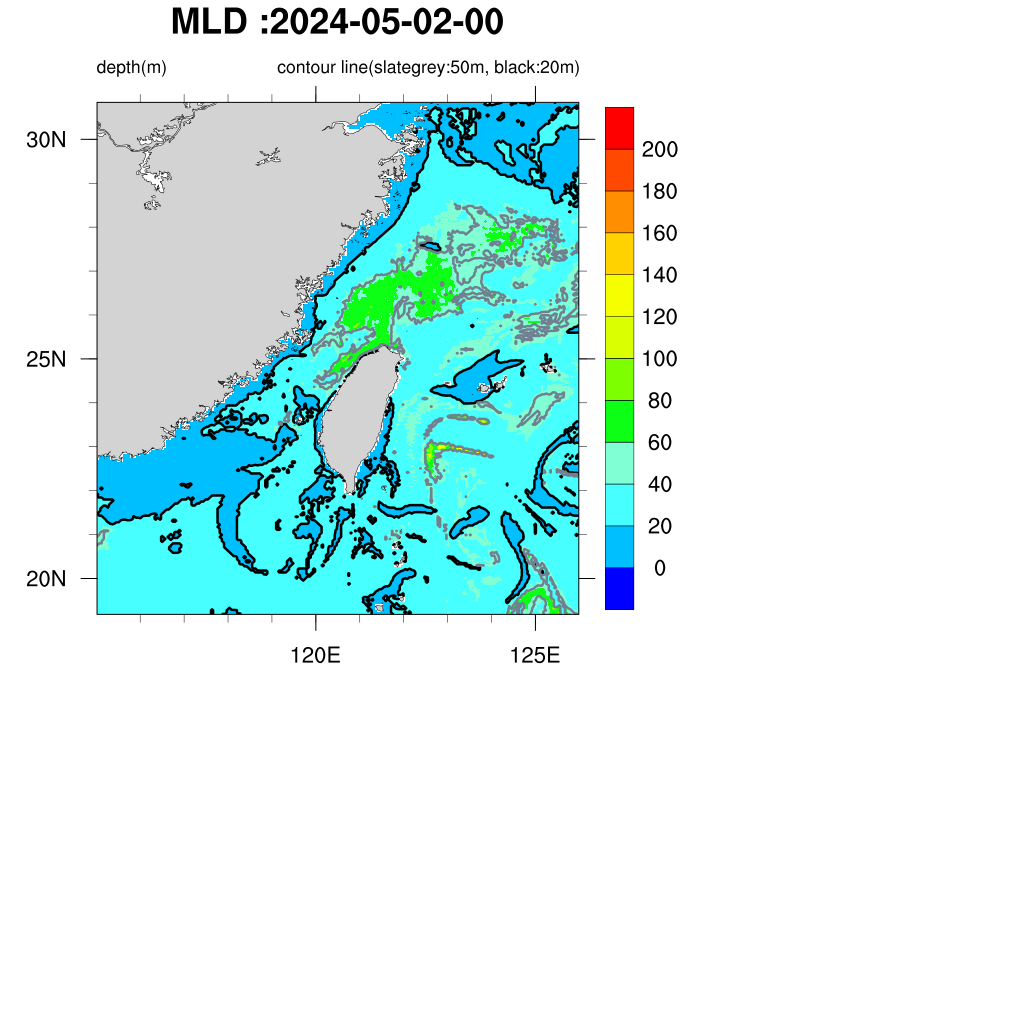 MLD :2024-05-02-00
depth(m)
contour line(slategrey:50m, black:20m)
30N
25N
20N
120E
125E
200
180
160
140
120
100
80
60
40
20
0